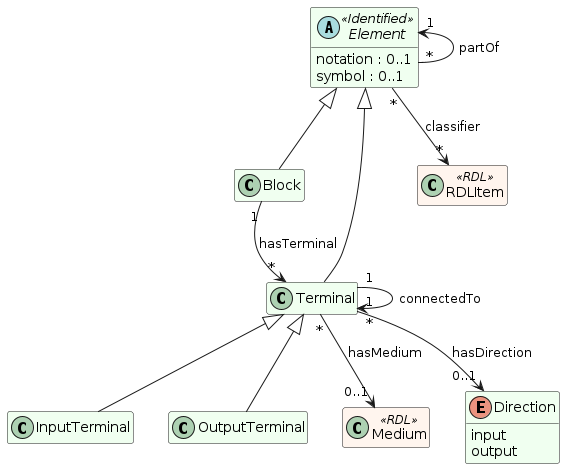 «Identified»
A Element
notation : 0..1
symbol : 0..1
1
*
partOf
*
classifier
*
C Block
«RDL»
C RDLItem
1
hasTerminal
*
C Terminal
1
1
connectedTo
*
hasMedium
*
hasDirection
0..1
0..1
C InputTerminal
C OutputTerminal
«RDL»
C Medium
E Direction
input
output